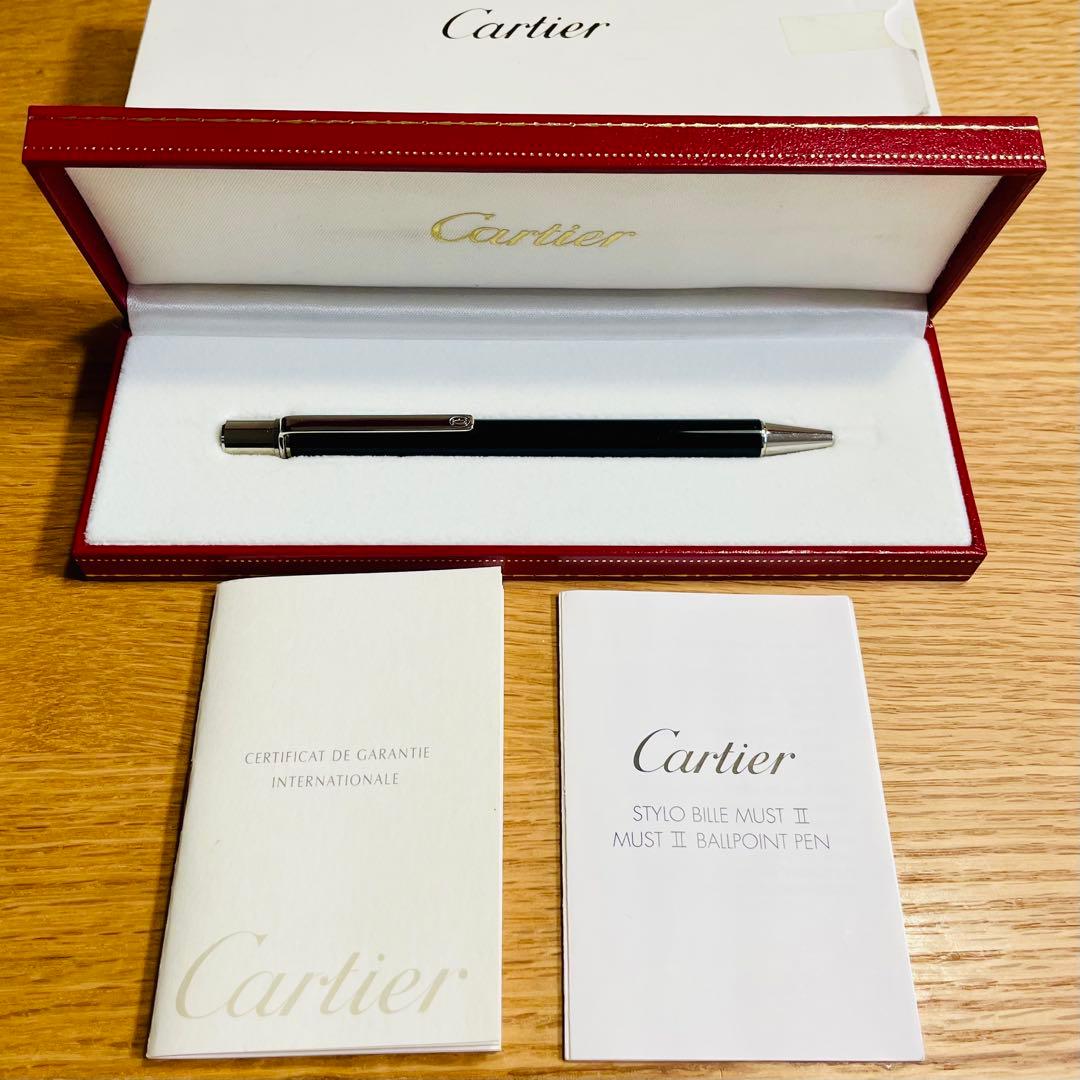 Cartier
Cartier
CERTIFICAT DE GARANTIE
INTERNATIONALE
Cartier
Cartier
STYLO BILLE MUST II
MUST II BALLPOINT PEN